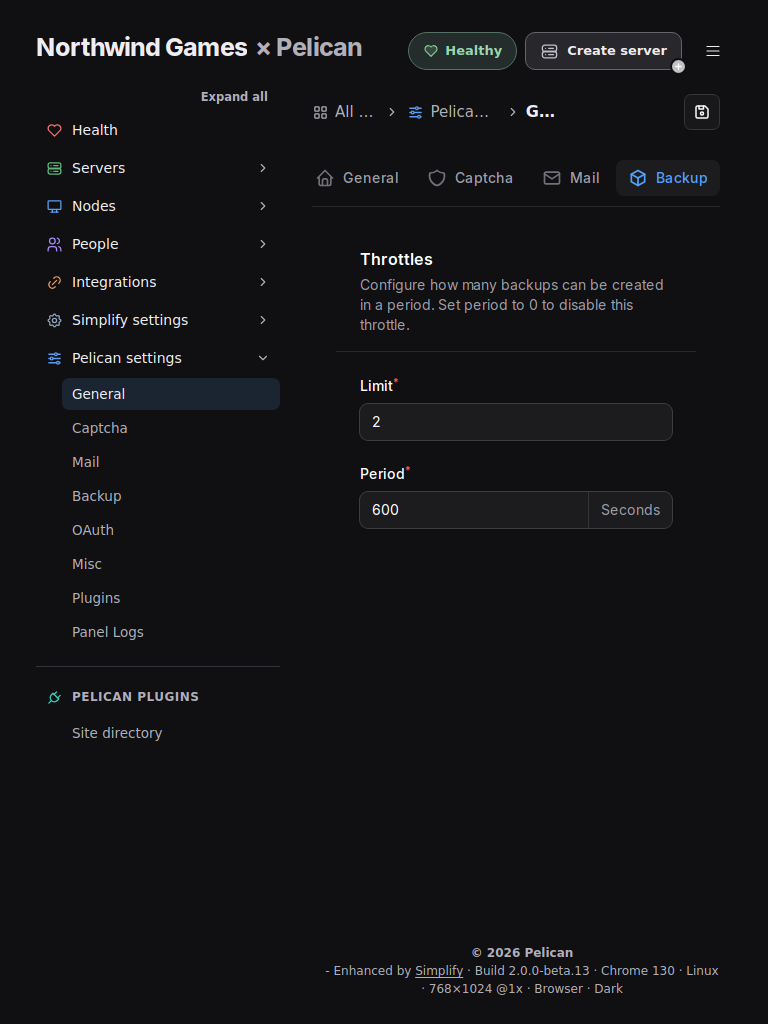 Northwind Games × Pelican
Healthy
Create server
Expand all
Health
Servers
Nodes
People
Integrations
Simplify settings
Pelican settings
General
Captcha
Mail
Backup
OAuth
Misc
Plugins
Panel Logs
PELICAN PLUGINS
Site directory
All ... > Pelica... > G...
General Captcha Mail Backup
Throttles
Configure how many backups can be created
in a period. Set period to 0 to disable this
throttle.
Limit*
2
Period*
600 Seconds
© 2026 Pelican
- Enhanced by Simplify · Build 2.0.0-beta.13 · Chrome 130 · Linux
· 768×1024 @1x · Browser · Dark